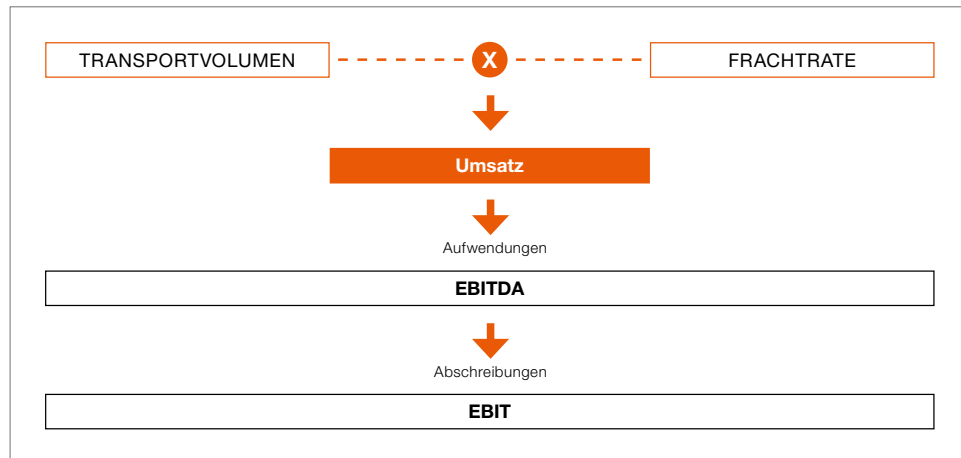 TRANSPORTVOLUMEN X FRACHTRATE
Umsatz
Aufwendungen
EBITDA
Abschreibungen
EBIT